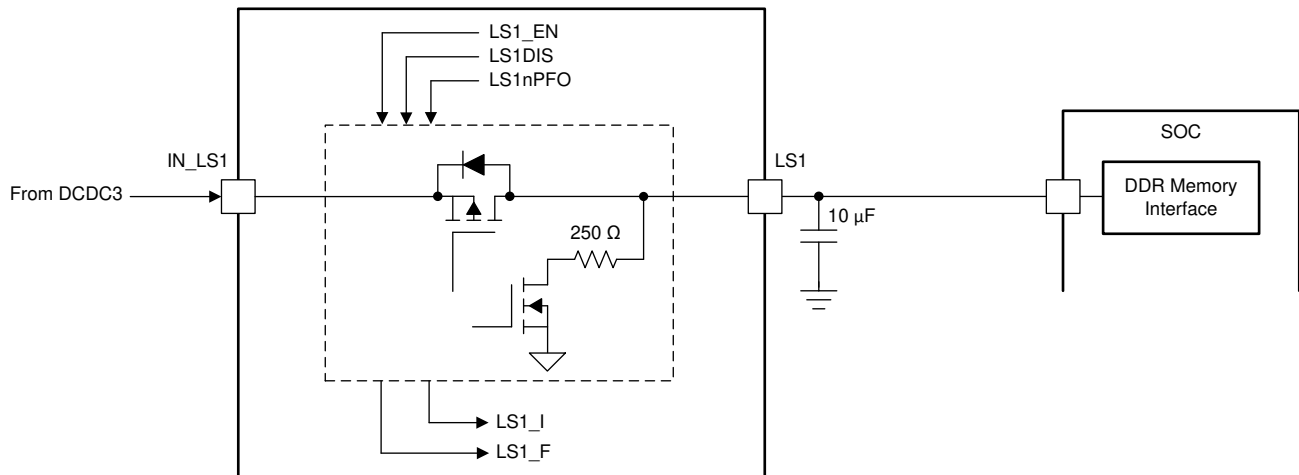 LS1_EN
LS1DIS
LS1nPFO
IN_LS1
LS1
SOC
From DCDC3
DDR Memory
Interface
10 µF
250 Ω
LS1_I
LS1_F